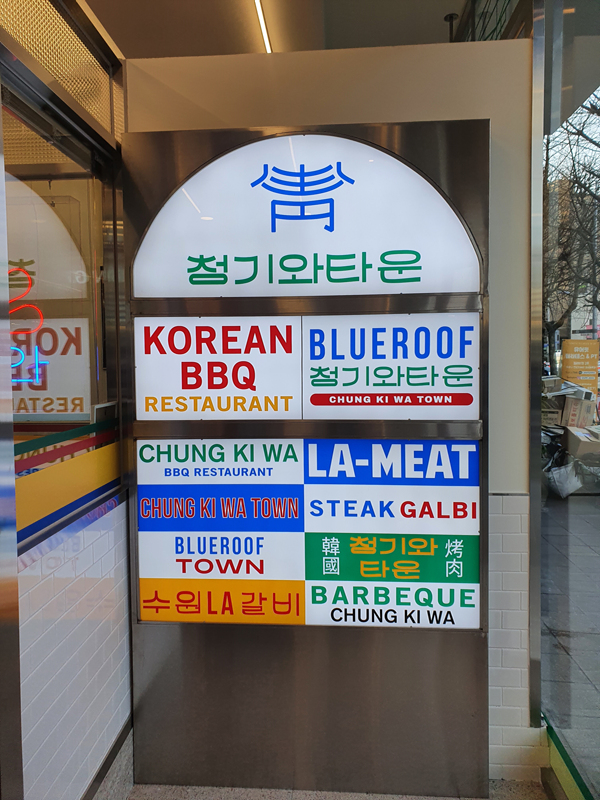 靑
청기와타운
KOREAN
BBQ
RESTAURANT
BLUEROOF
청기와타운
CHUNG KI WA TOWN
CHUNG KI WA
BBQ RESTAURANT
LA-MEAT
CHUNG KI WA TOWN
STEAK GALBI
BLUEROOF
TOWN
韓國
청기와
타운
烤肉
수원LA갈비
BARBEQUE
CHUNG KI WA